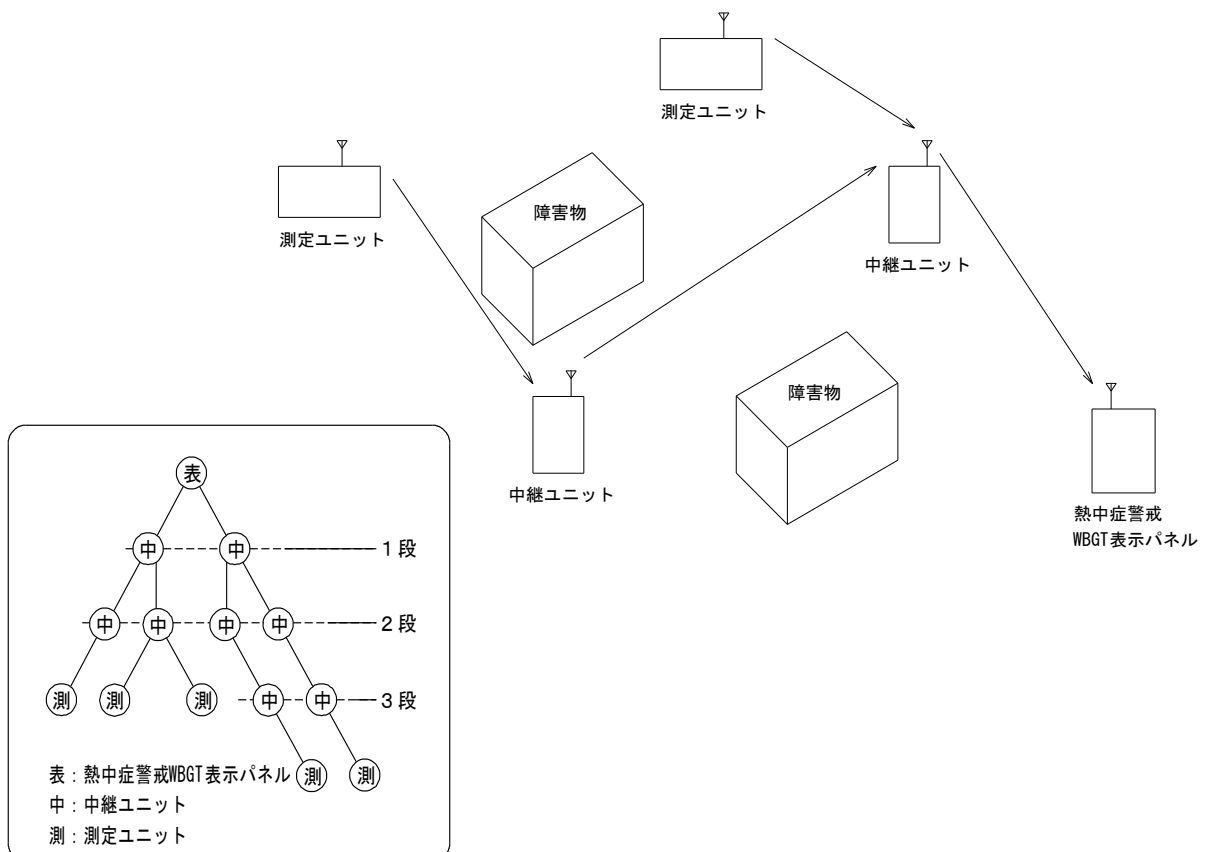 測定ユニット
測定ユニット
障害物
中継ユニット
障害物
中継ユニット
熱中症警戒
WBGT表示パネル
表
中 中 1段
中 中 中 中 2段
測 測 測 中 中 3段
測 測
表：熱中症警戒WBGT表示パネル
中：中継ユニット
測：測定ユニット